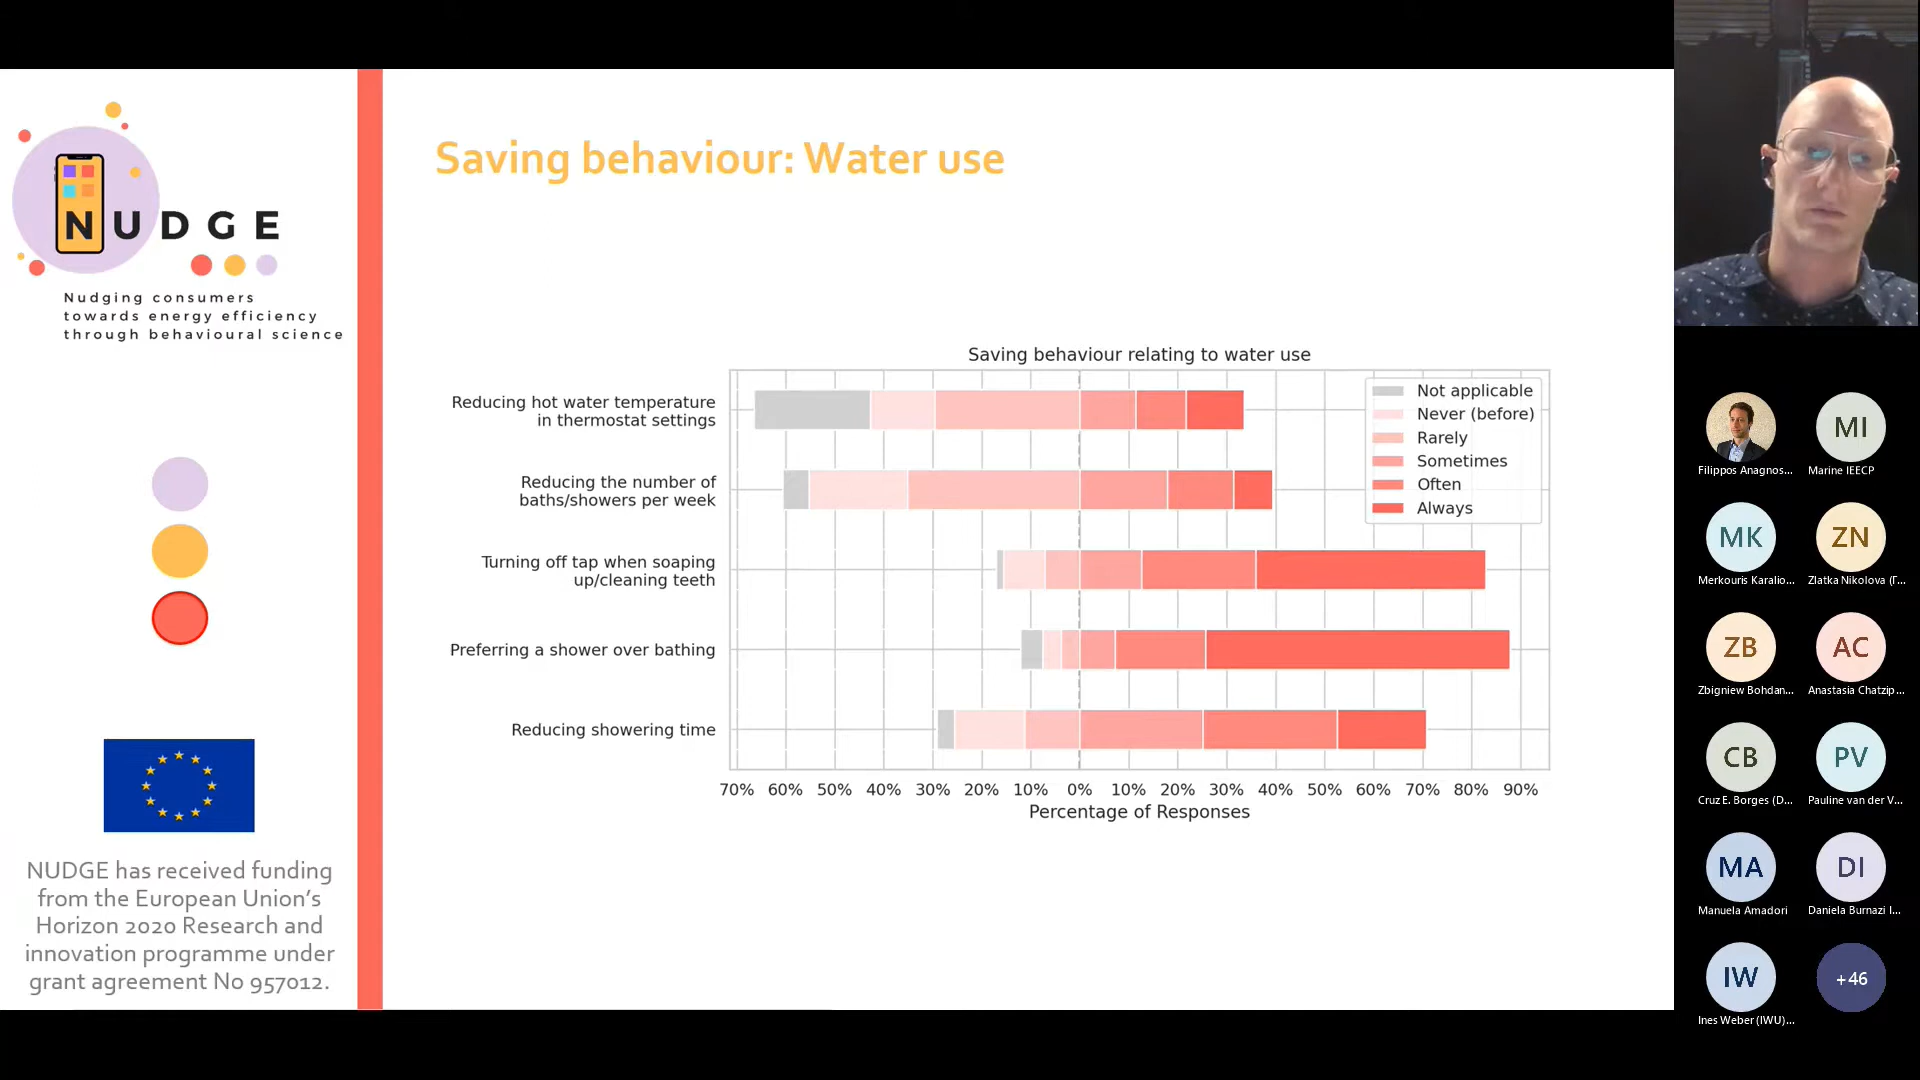 NUDGE
Nudging consumers
towards energy efficiency
through behavioural science
NUDGE has received funding
from the European Union's
Horizon 2020 Research and
innovation programme under
grant agreement No 957012.
Saving behaviour: Water use
Saving behaviour relating to water use
Reducing hot water temperature
in thermostat settings
Reducing the number of
baths/showers per week
Turning off tap when soaping
up/cleaning teeth
Preferring a shower over bathing
Reducing showering time
Not applicable
Never (before)
Rarely
Sometimes
Often
Always
70% 60% 50% 40% 30% 20% 10% 0% 10% 20% 30% 40% 50% 60% 70% 80% 90%
Percentage of Responses
MI
Filippos Anagnos... Marine IEECP
MK ZN
Merkouris Karalio... Zlatka Nikolova (Г...
ZB AC
Zbigniew Bohdan... Anastasia Chatzip...
CB PV
Cruz E. Borges (D... Pauline van der V...
MA DI
Manuela Amadori Daniela Burnazi I...
IW +46
Ines Weber (IWU)...